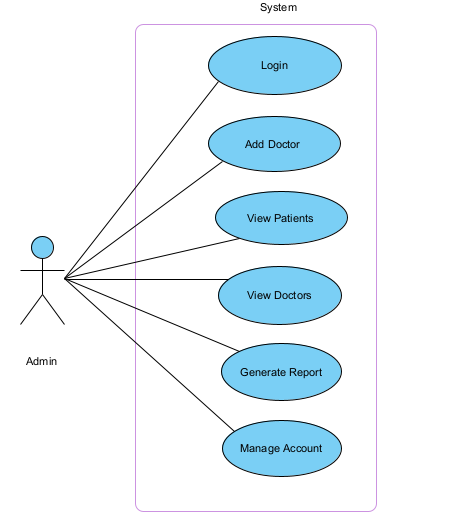 System
Login
Add Doctor
View Patients
View Doctors
Generate Report
Admin
Manage Account